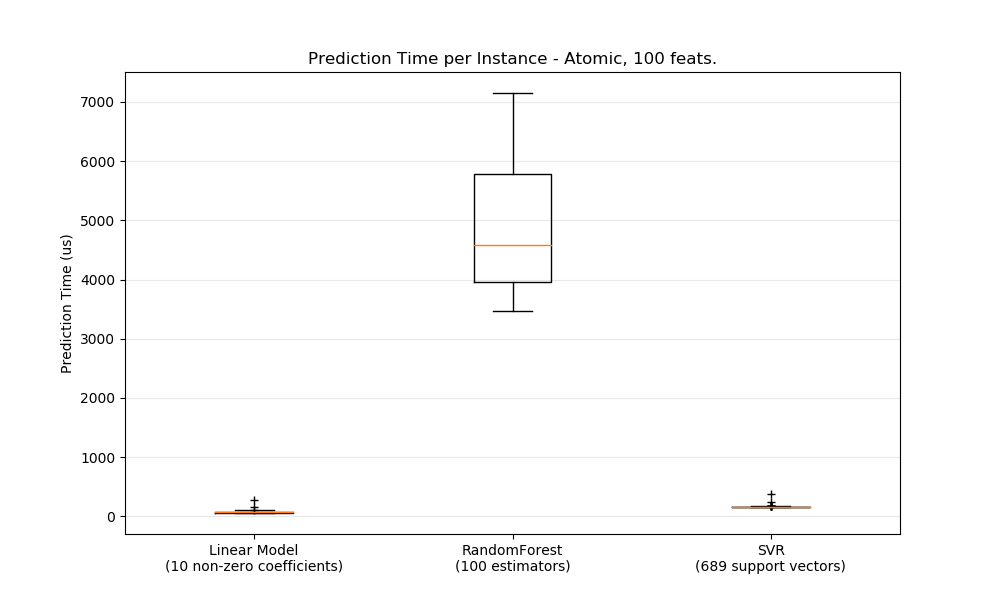 Prediction Time per Instance - Atomic, 100 feats.
Prediction Time (us)
7000
6000
5000
4000
3000
2000
1000
0
Linear Model
(10 non-zero coefficients)
RandomForest
(100 estimators)
SVR
(689 support vectors)